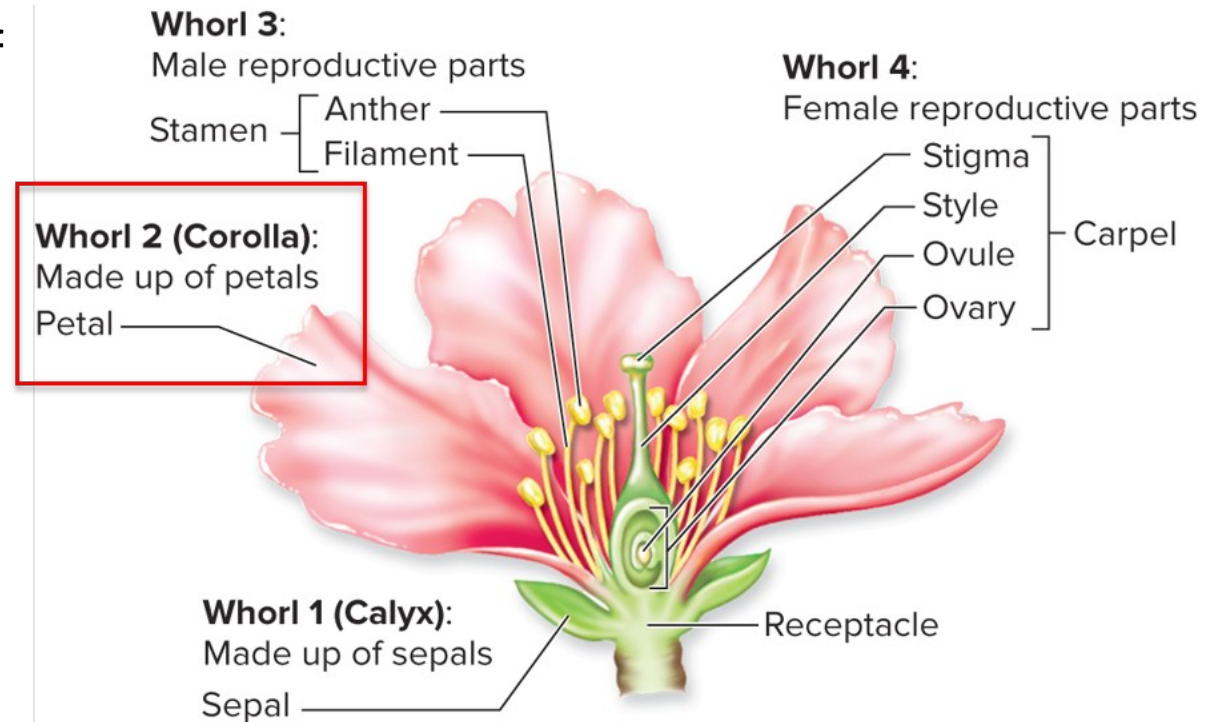 :
Whorl 3:
Male reproductive parts
Stamen
Anther
Filament
Whorl 4:
Female reproductive parts
Stigma
Style
Ovule
Ovary
Carpel
Whorl 2 (Corolla):
Made up of petals
Petal
Whorl 1 (Calyx):
Made up of sepals
Sepal
Receptacle